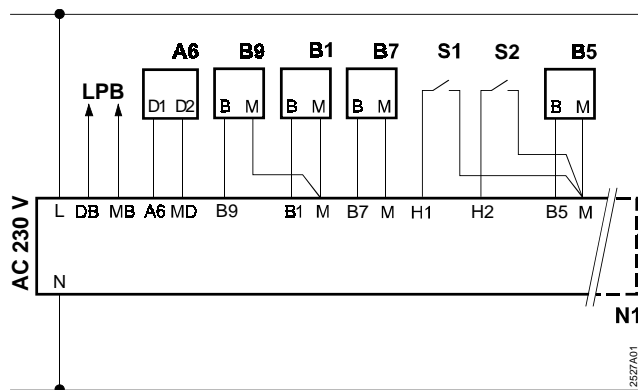 A6 B9 B1 B7 S1 S2 B5
LPB
D1 D2 B M B M B M B M
AC 230 V
L DB MB A6 MD B9 B1 M B7 M H1 H2 B5 M
N
N1
2527A01